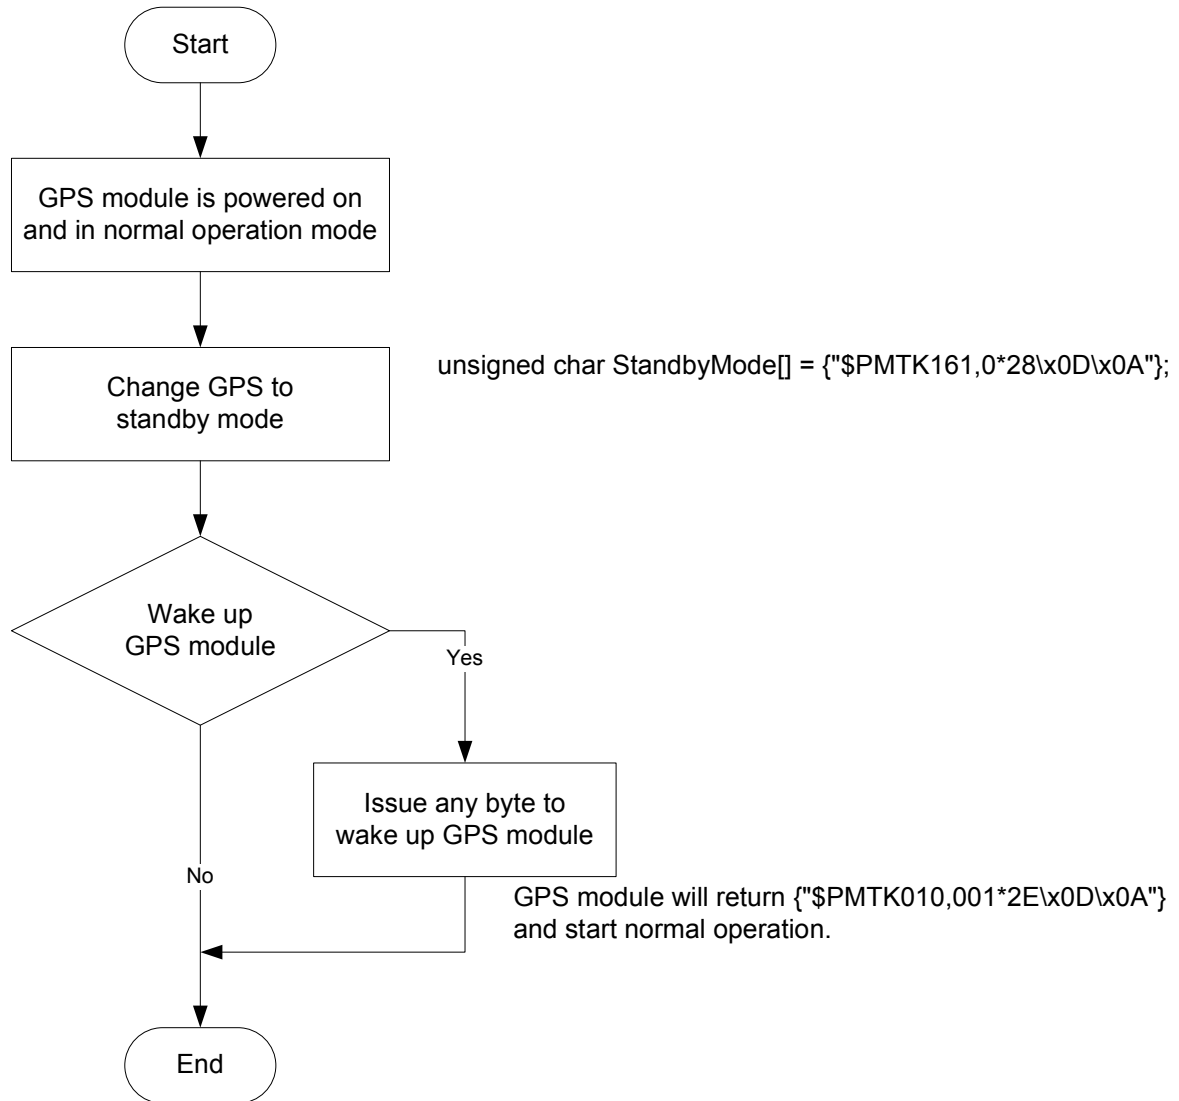 Start
GPS module is powered on
and in normal operation mode
Change GPS to
standby mode
unsigned char StandbyMode[] = {"$PMTK161,0*28\x0D\x0A"};
Wake up
GPS module
Yes
Issue any byte to
wake up GPS module
No
GPS module will return {"$PMTK010,001*2E\x0D\x0A"}
and start normal operation.
End